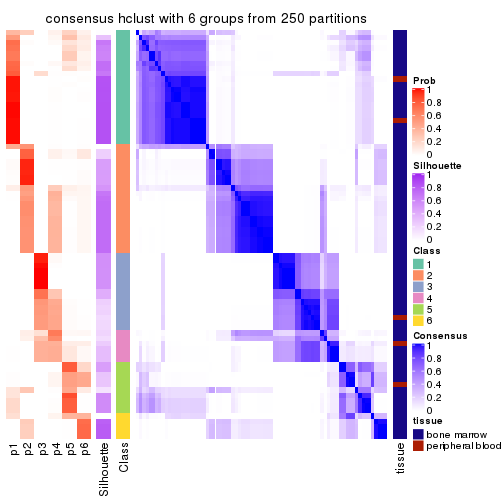 consensus hclust with 6 groups from 250 partitions
Prob
1
0.8
0.6
0.4
0.2
0
Silhouette
1
0.8
0.6
0.4
0.2
0
Class
1
2
3
4
5
6
Consensus
1
0.8
0.6
0.4
0.2
0
tissue
bone marrow
peripheral blood
p1
p2
p3
p4
p5
p6
Silhouette
Class
tissue